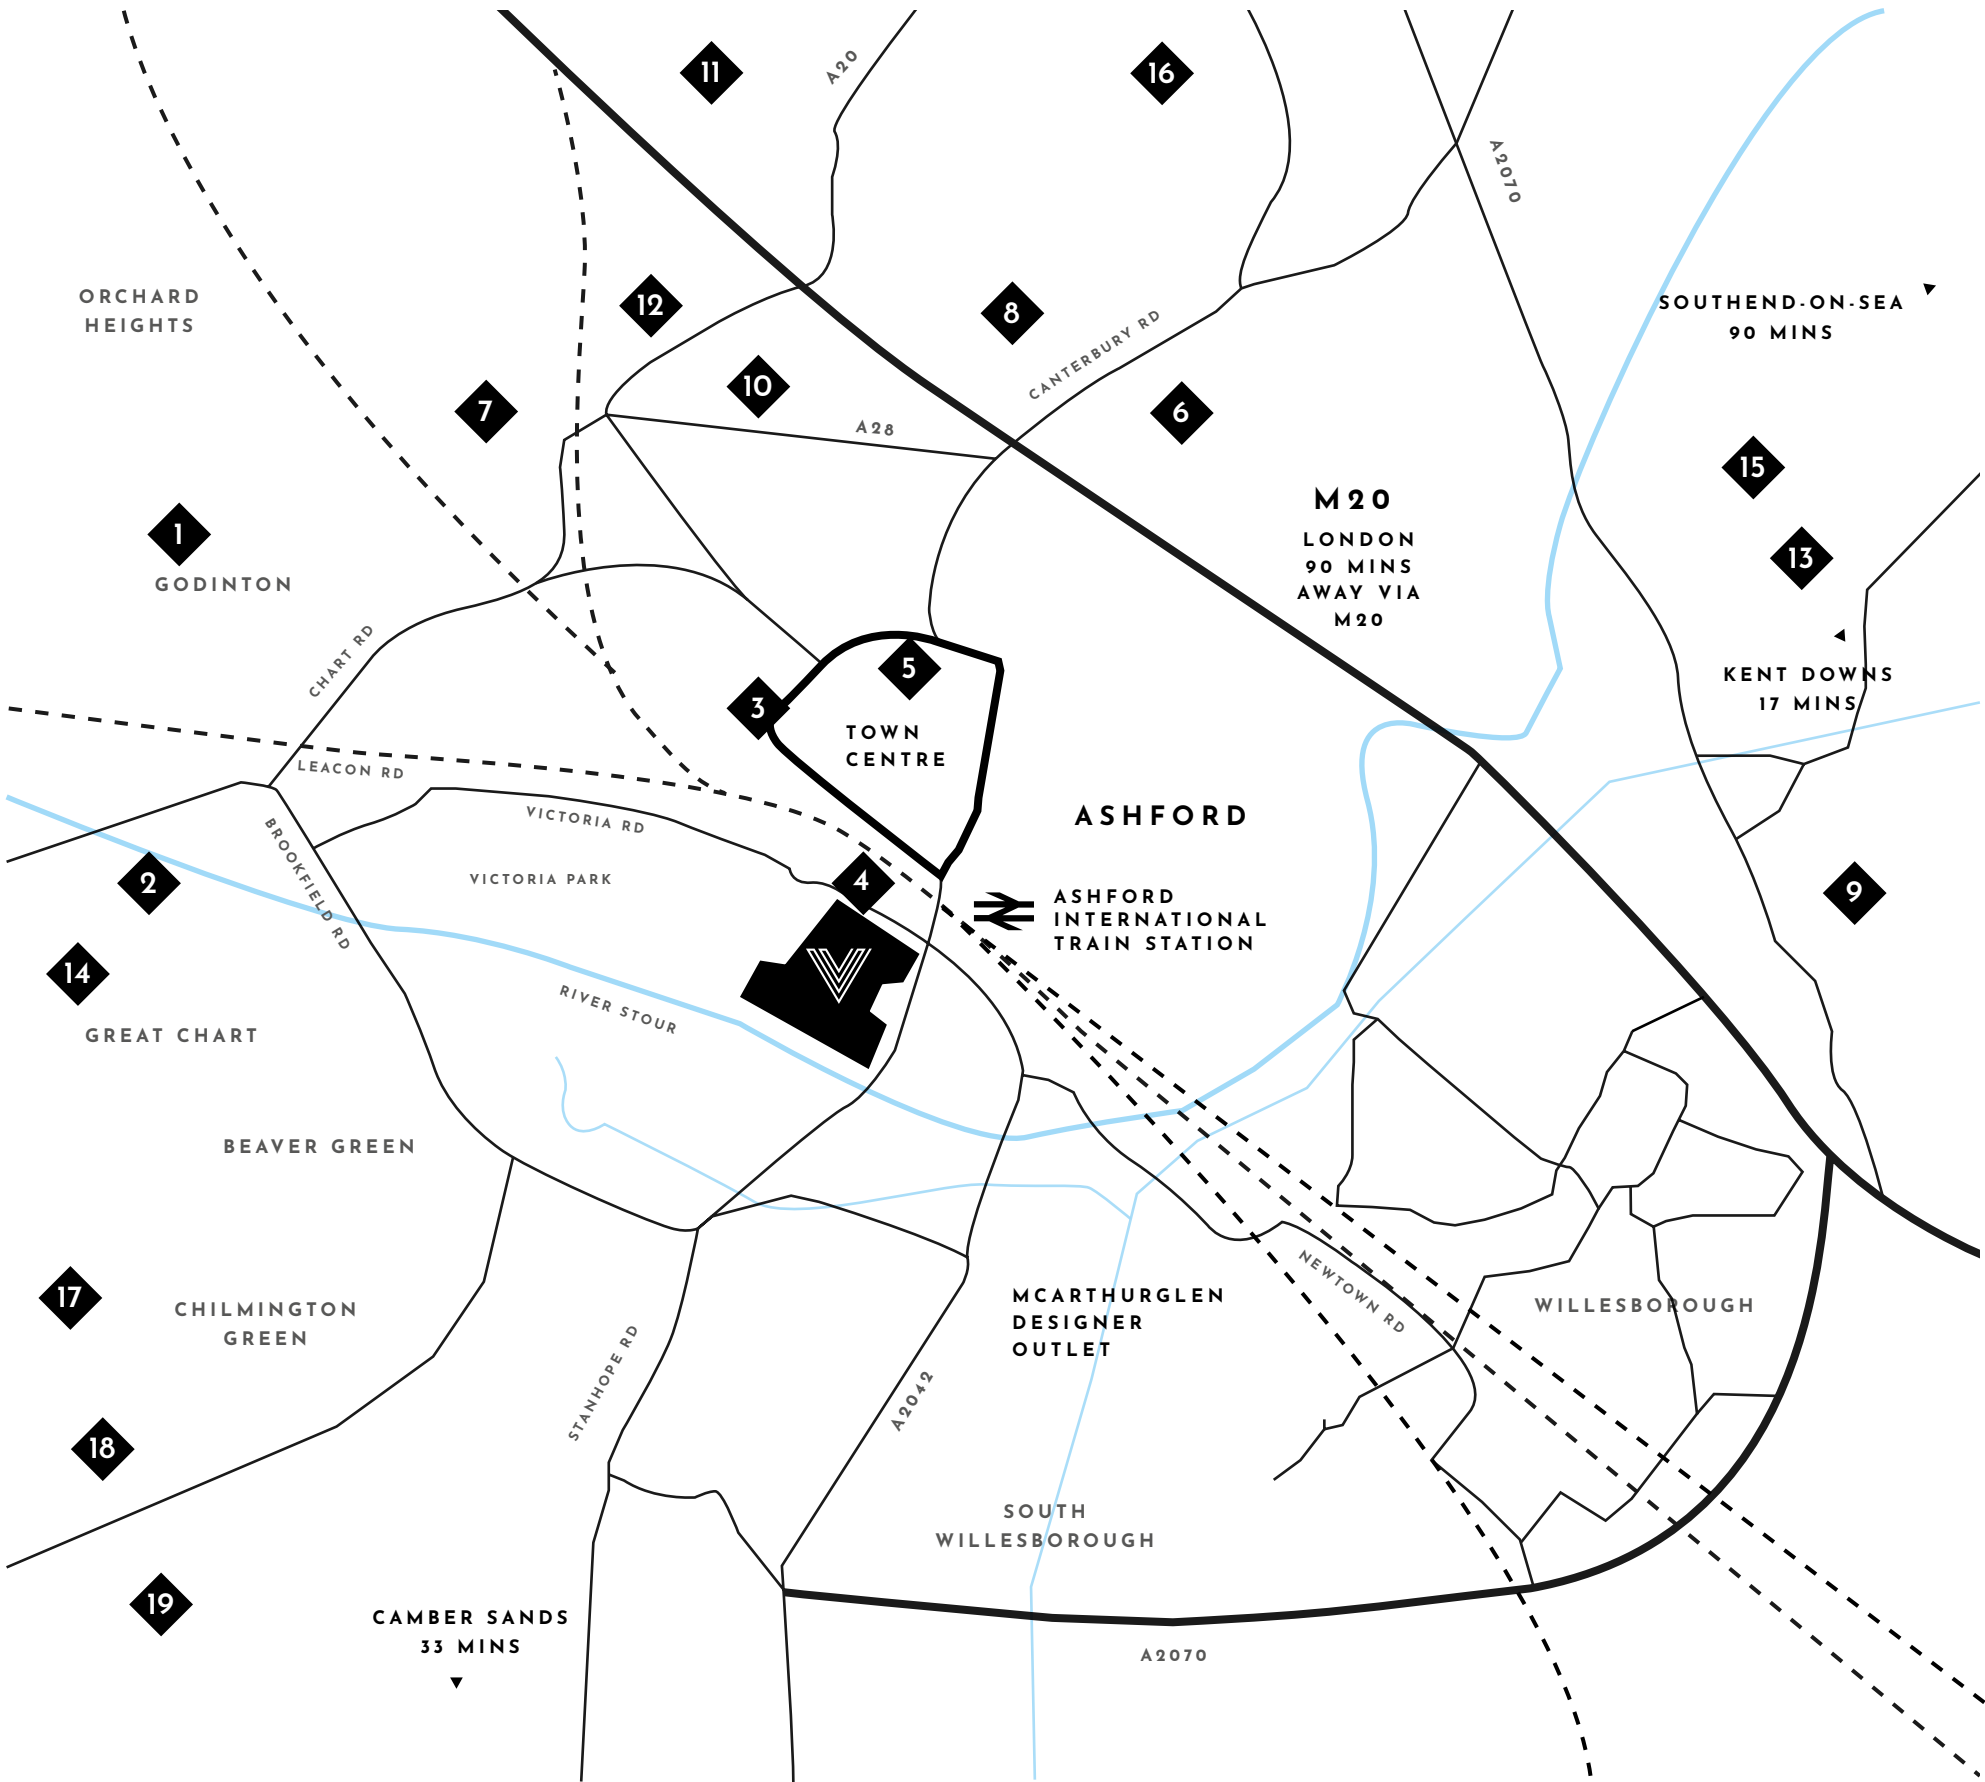 11
A20
16
A2070
ORCHARD
HEIGHTS
12
8
SOUTHEND-ON-SEA
90 MINS
CANTERBURY RD
10
7
6
A28
15
M20
LONDON
90 MINS
AWAY VIA
M20
1
GODINTON
13
CHART RD
5
KENT DOWNS
17 MINS
3
TOWN
CENTRE
LEACON RD
VICTORIA RD
ASHFORD
BROOKFIELD RD
2
VICTORIA PARK
4
9
ASHFORD
INTERNATIONAL
TRAIN STATION
14
RIVER STOUR
GREAT CHART
BEAVER GREEN
17
CHILMINGTON
GREEN
MCARTHURGLEN
DESIGNER
OUTLET
NEWTOWN RD
WILLESBOROUGH
STANHOPE RD
A2042
18
SOUTH
WILLESBOROUGH
19
CAMBER SANDS
33 MINS
A2070